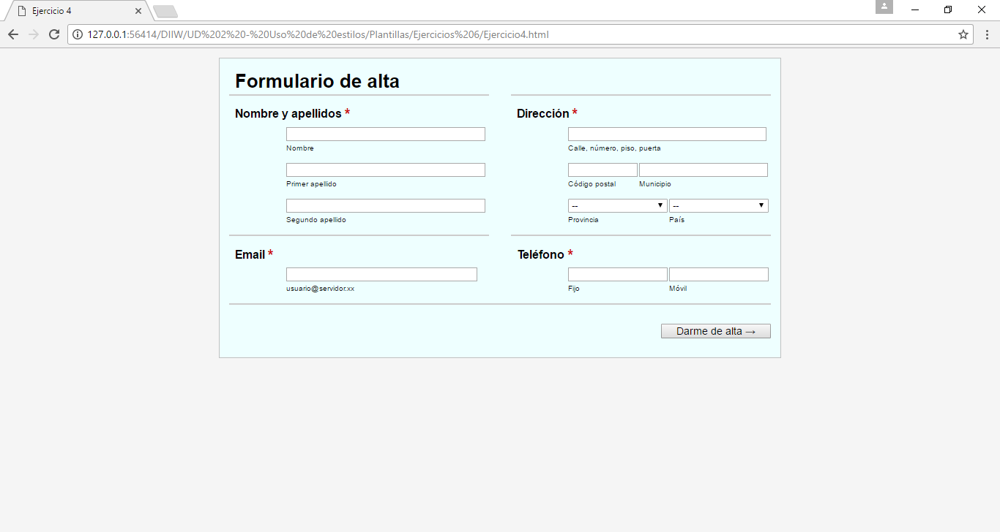 Ejercicio 4
127.0.0.1:56414/DIIW/UD%202%20-%20Uso%20de%20estilos/Plantillas/Ejercicios%206/Ejercicio4.html
Formulario de alta
Nombre y apellidos *
Nombre
Primer apellido
Segundo apellido
Dirección *
Calle, número, piso, puerta
Código postal Municipio
-- --
Provincia País
Email *
usuario@servidor.xx
Teléfono *
Fijo Móvil
Darme de alta →